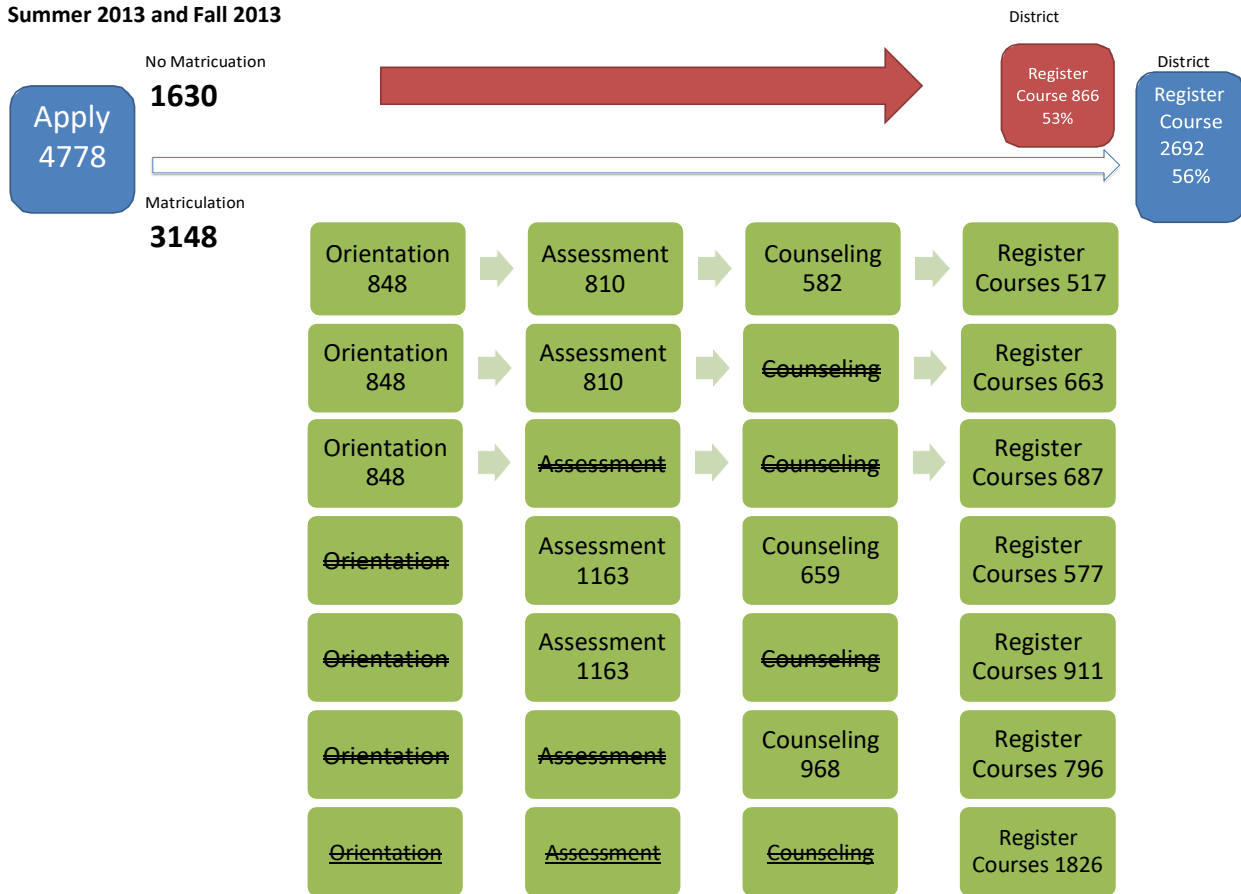 Summer 2013 and Fall 2013
District
No Matricuation
1630
Register
Course 866
53%
District
Register
Course
2692
56%
Apply
4778
Matriculation
3148
Orientation
848
Assessment
810
Counseling
582
Register
Courses 517
Orientation
848
Assessment
810
Counseling
Register
Courses 663
Orientation
848
Assessment
Counseling
Register
Courses 687
Orientation
Assessment
1163
Counseling
659
Register
Courses 577
Orientation
Assessment
1163
Counseling
Register
Courses 911
Orientation
Assessment
Counseling
968
Register
Courses 796
Orientation
Assessment
Counseling
Register
Courses 1826